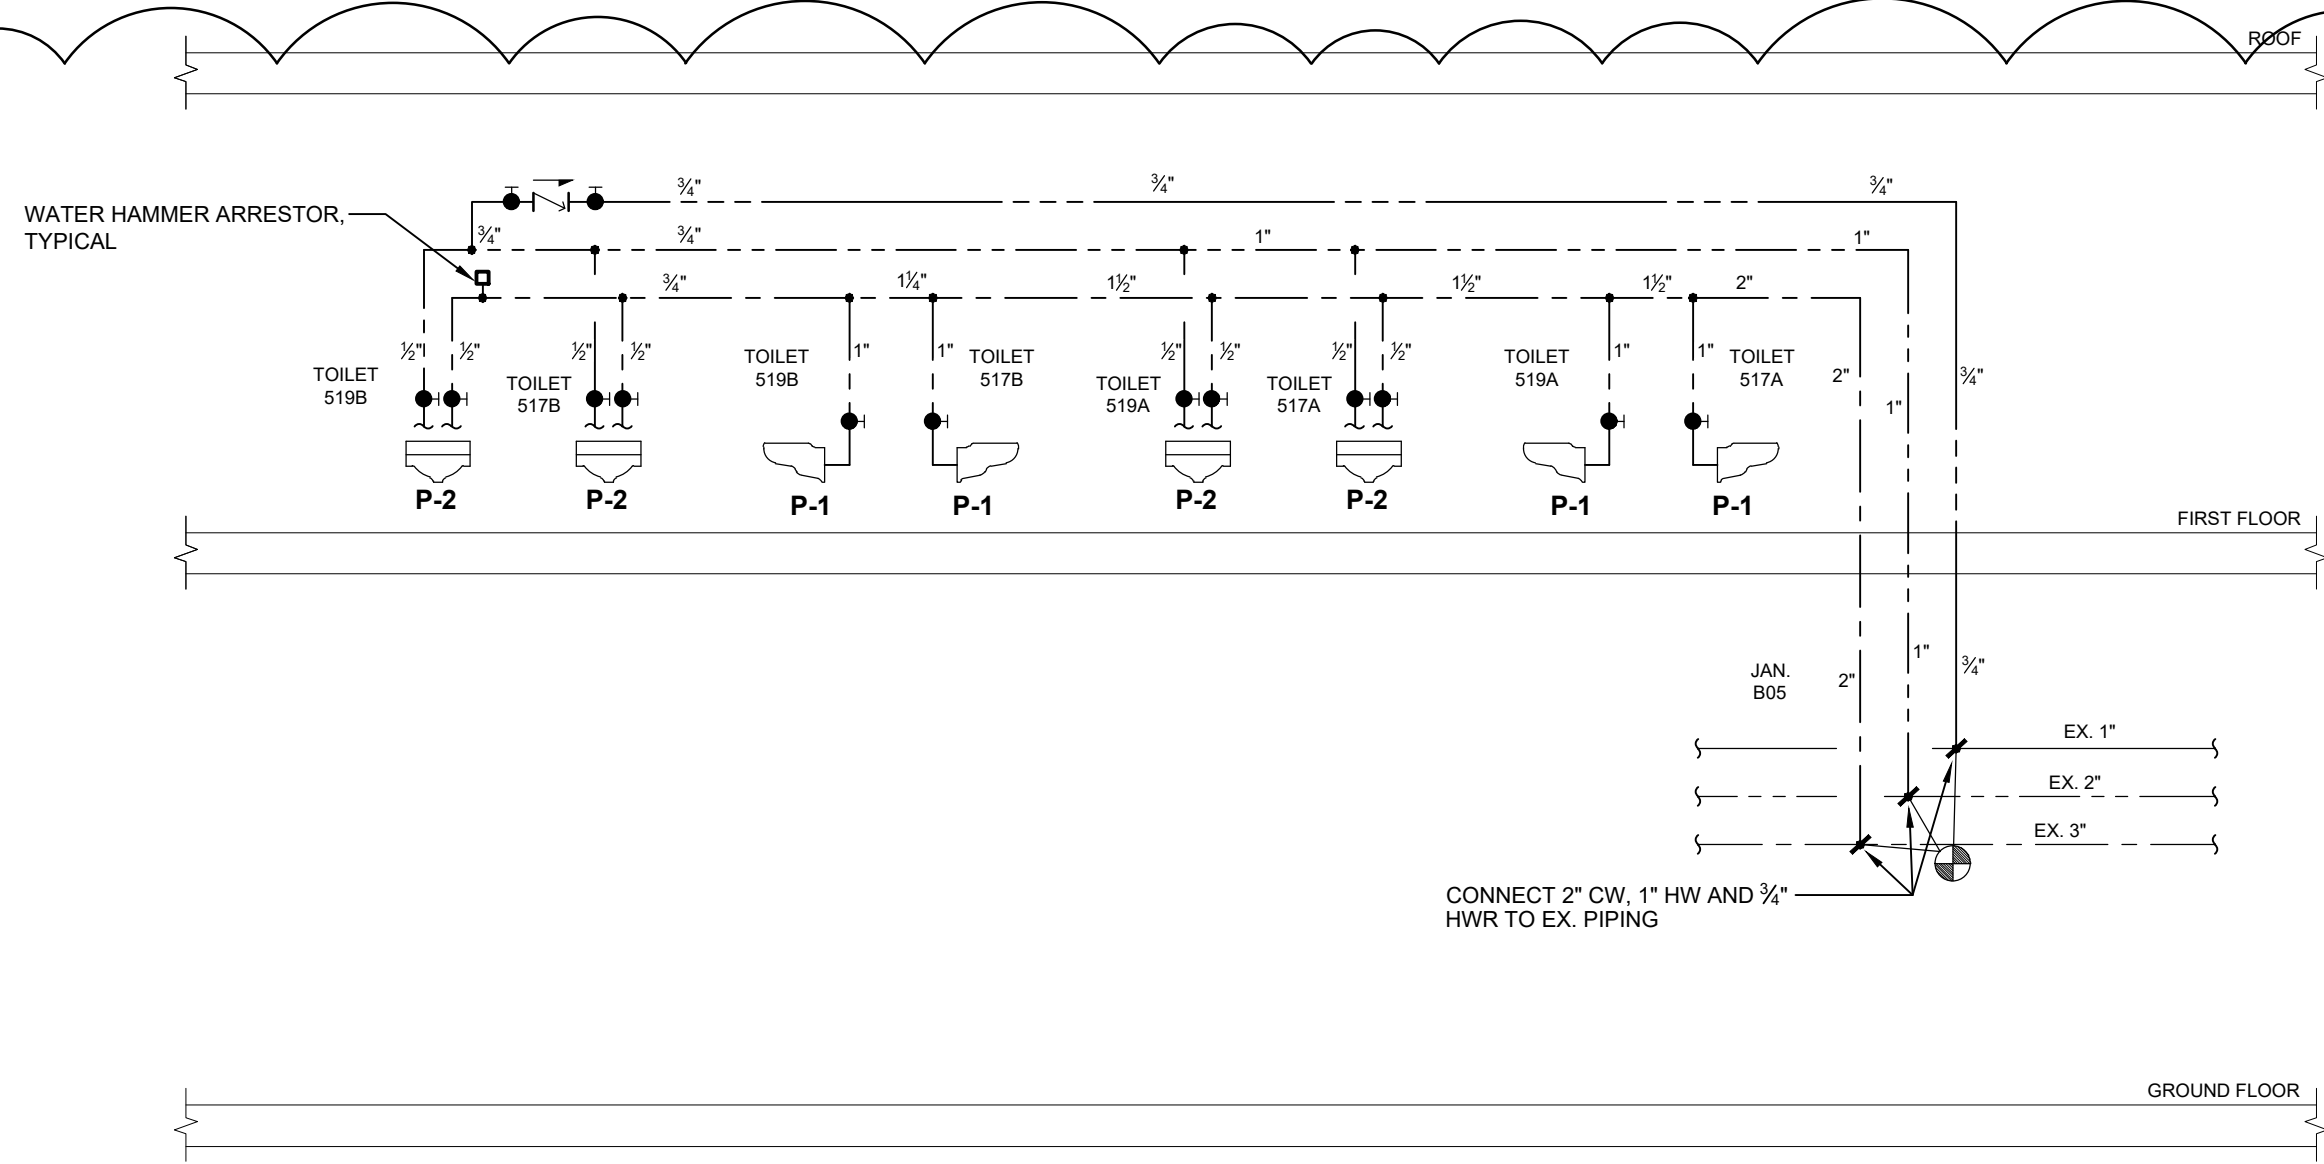 ROOF
¾"
¾"
¾"
WATER HAMMER ARRESTOR,
TYPICAL
¾"
¾"
1"
1"
¾"
1¼"
1½"
1½"
1½"
2"
½"
½"
½"
½"
1"
1"
½"
½"
½"
½"
1"
1"
TOILET
519B
TOILET
517B
TOILET
519B
TOILET
517B
TOILET
519A
TOILET
517A
TOILET
519A
TOILET
517A
2"
1"
¾"
P-2
P-2
P-1
P-1
P-2
P-2
P-1
P-1
FIRST FLOOR
JAN.
B05
2"
1"
¾"
EX. 1"
EX. 2"
EX. 3"
CONNECT 2" CW, 1" HW AND ¾"
HWR TO EX. PIPING
GROUND FLOOR